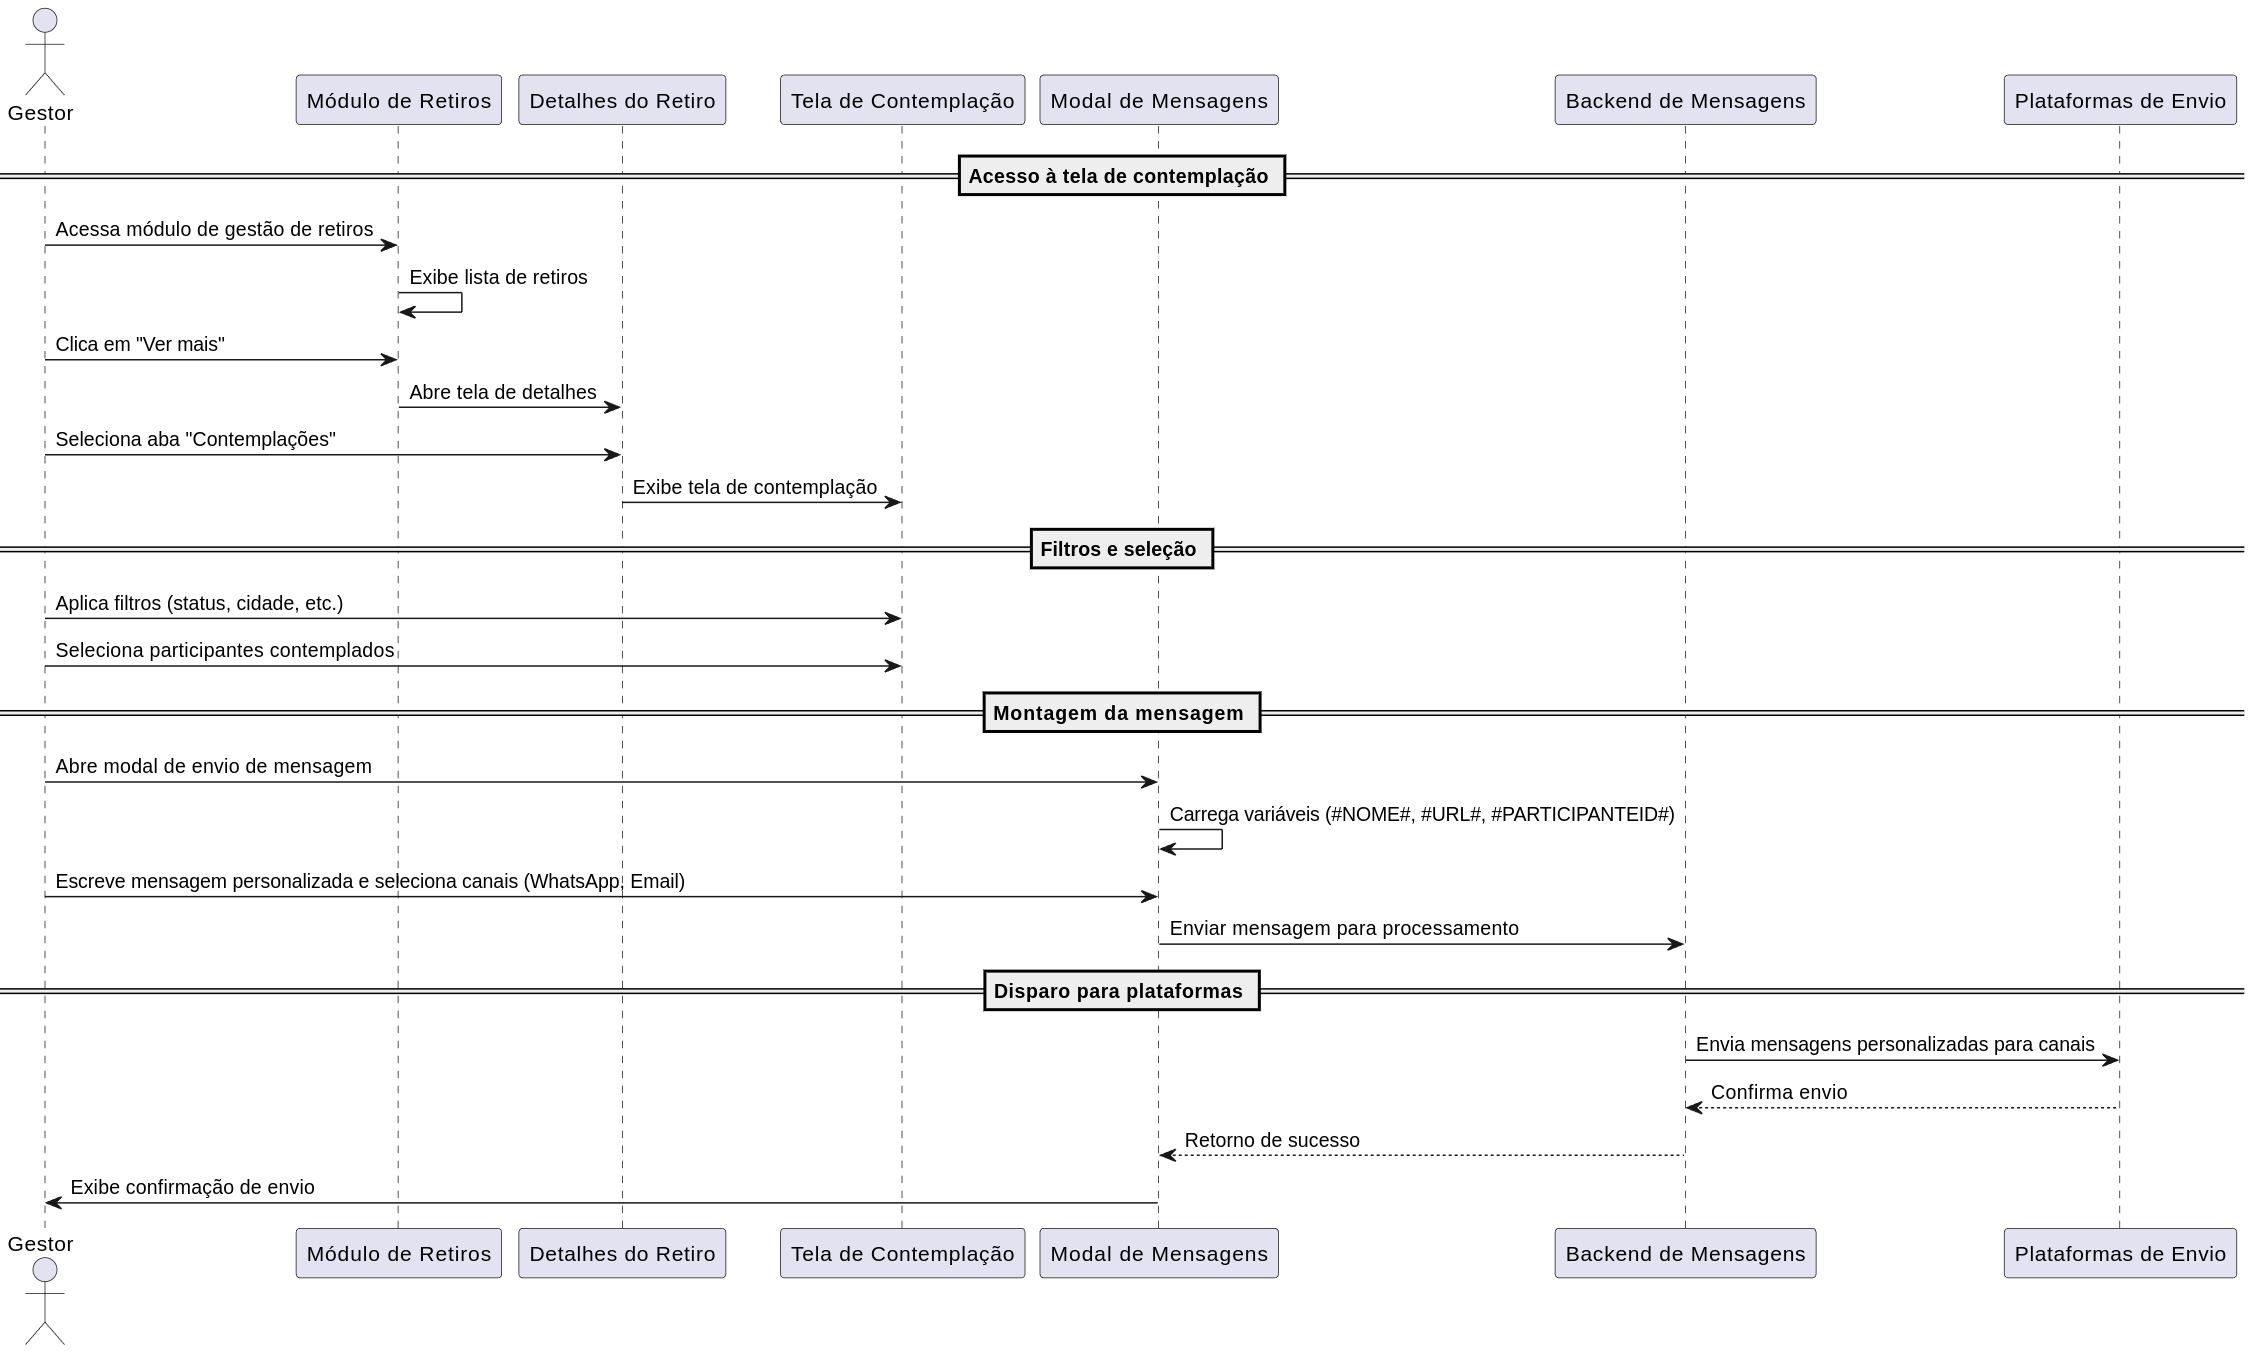 Gestor
Módulo de Retiros
Detalhes do Retiro
Tela de Contemplação
Modal de Mensagens
Backend de Mensagens
Plataformas de Envio
Acesso à tela de contemplação
Acessa módulo de gestão de retiros
Exibe lista de retiros
Clica em "Ver mais"
Abre tela de detalhes
Seleciona aba "Contemplações"
Exibe tela de contemplação
Filtros e seleção
Aplica filtros (status, cidade, etc.)
Seleciona participantes contemplados
Montagem da mensagem
Abre modal de envio de mensagem
Carrega variáveis (#NOME#, #URL#, #PARTICIPANTEID#)
Escreve mensagem personalizada e seleciona canais (WhatsApp, Email)
Enviar mensagem para processamento
Disparo para plataformas
Envia mensagens personalizadas para canais
Confirma envio
Retorno de sucesso
Exibe confirmação de envio
Gestor
Módulo de Retiros
Detalhes do Retiro
Tela de Contemplação
Modal de Mensagens
Backend de Mensagens
Plataformas de Envio